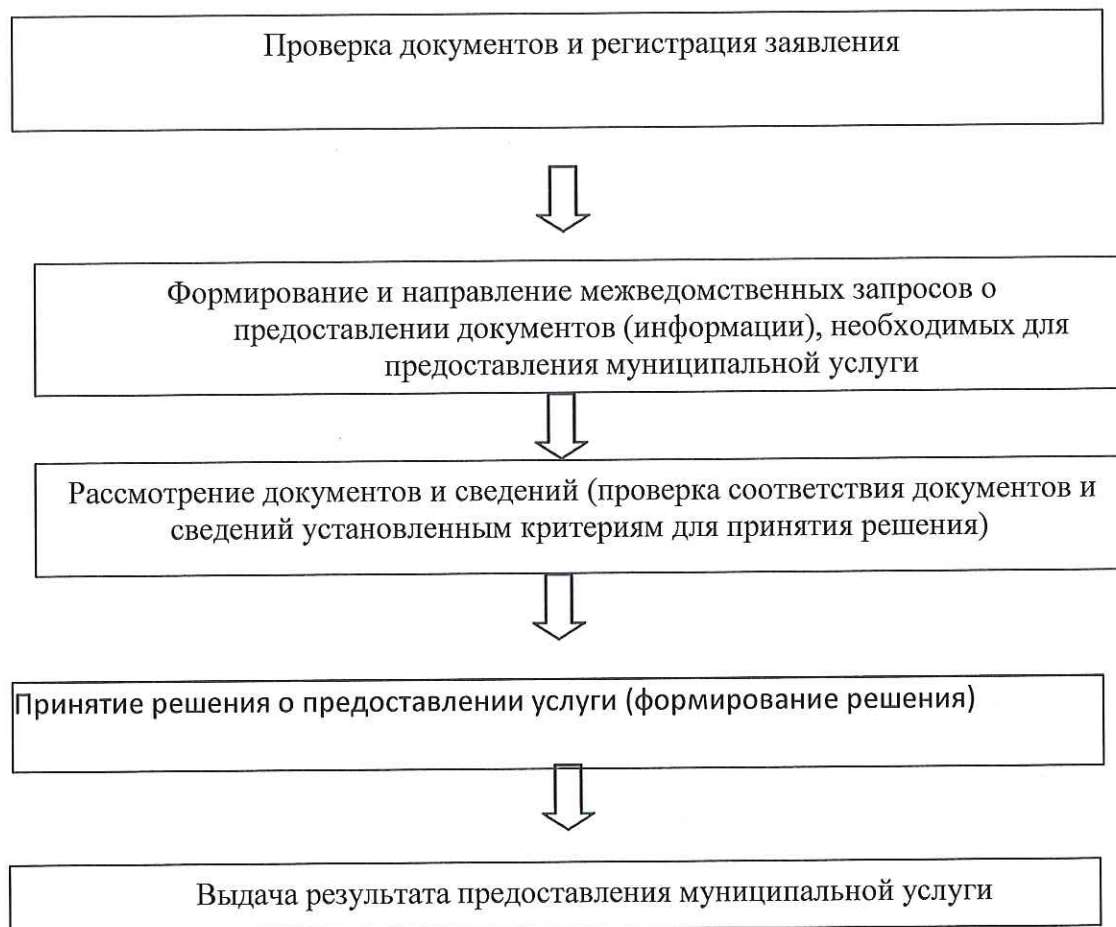 Проверка документов и регистрация заявления
Формирование и направление межведомственных запросов о
предоставлении документов (информации), необходимых для
предоставления муниципальной услуги
Рассмотрение документов и сведений (проверка соответствия документов и
сведений установленным критериям для принятия решения)
Принятие решения о предоставлении услуги (формирование решения)
Выдача результата предоставления муниципальной услуги